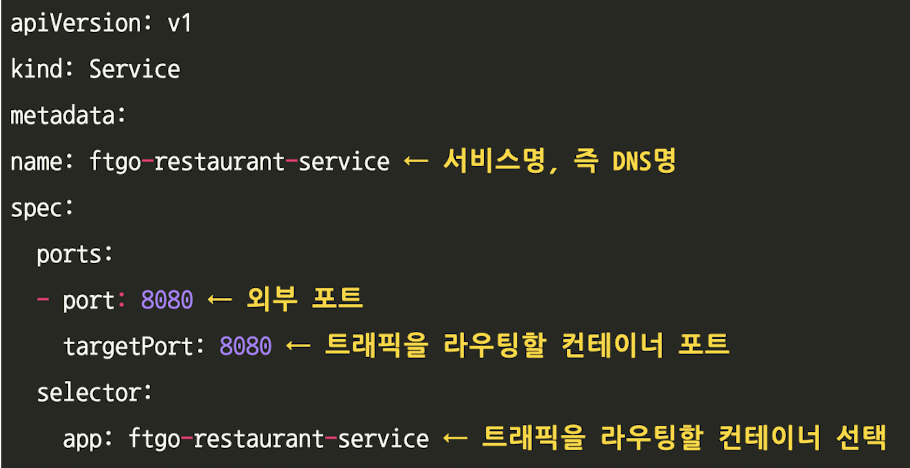 apiVersion: v1
kind: Service
metadata:
name: ftgo-restaurant-service ← 서비스명, 즉 DNS명
spec:
  ports:
  - port: 8080 ← 외부 포트
    targetPort: 8080 ← 트래픽을 라우팅할 컨테이너 포트
  selector:
    app: ftgo-restaurant-service ← 트래픽을 라우팅할 컨테이너 선택